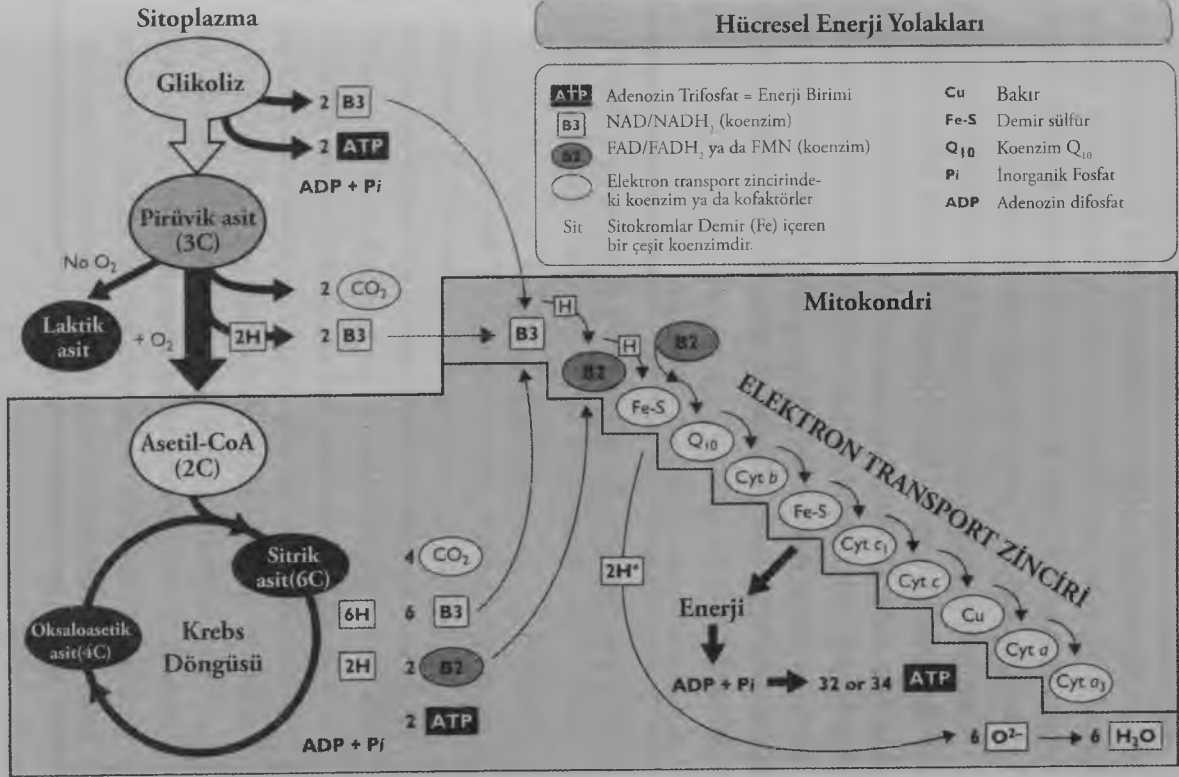 Sitoplazma
Hücresel Enerji Yolakları
Glikoliz
2 B3
2 ATP
ADP + Pi
Pirüvik asit
(3C)
No O₂
Laktik
asit
+ O₂
2 CO₂
2H
2 B3
ATP Adenozin Trifosfat = Enerji Birimi
B3 NAD/NADH₂ (koenzim)
B2 FAD/FADH₂ ya da FMN (koenzim)
Elektron transport zincirinde-
ki koenzim ya da kofaktörler
Sit Sitokromlar Demir (Fe) içeren
bir çeşit koenzimdir.
Cu Bakır
Fe-S Demir sülfür
Q₁₀ Koenzim Q₁₀
Pi İnorganik Fosfat
ADP Adenozin difosfat
Mitokondri
B3
H
B2
H
B2
Fe-S
Q₁₀
Cyt b
Fe-S
Cyt c₁
Cyt c
Cu
Cyt a
Cyt a₃
ELEKTRON TRANSPORT ZİNCİRİ
Asetil-CoA
(2C)
Sitrik
asit(6C)
Oksaloasetik
asit(4C)
Krebs
Döngüsü
4 CO₂
6H 6 B3
2H 2 B2
2 ATP
ADP + Pi
2H⁺
Enerji
ADP + Pi 32 or 34 ATP
6 O²⁻ 6 H₂O